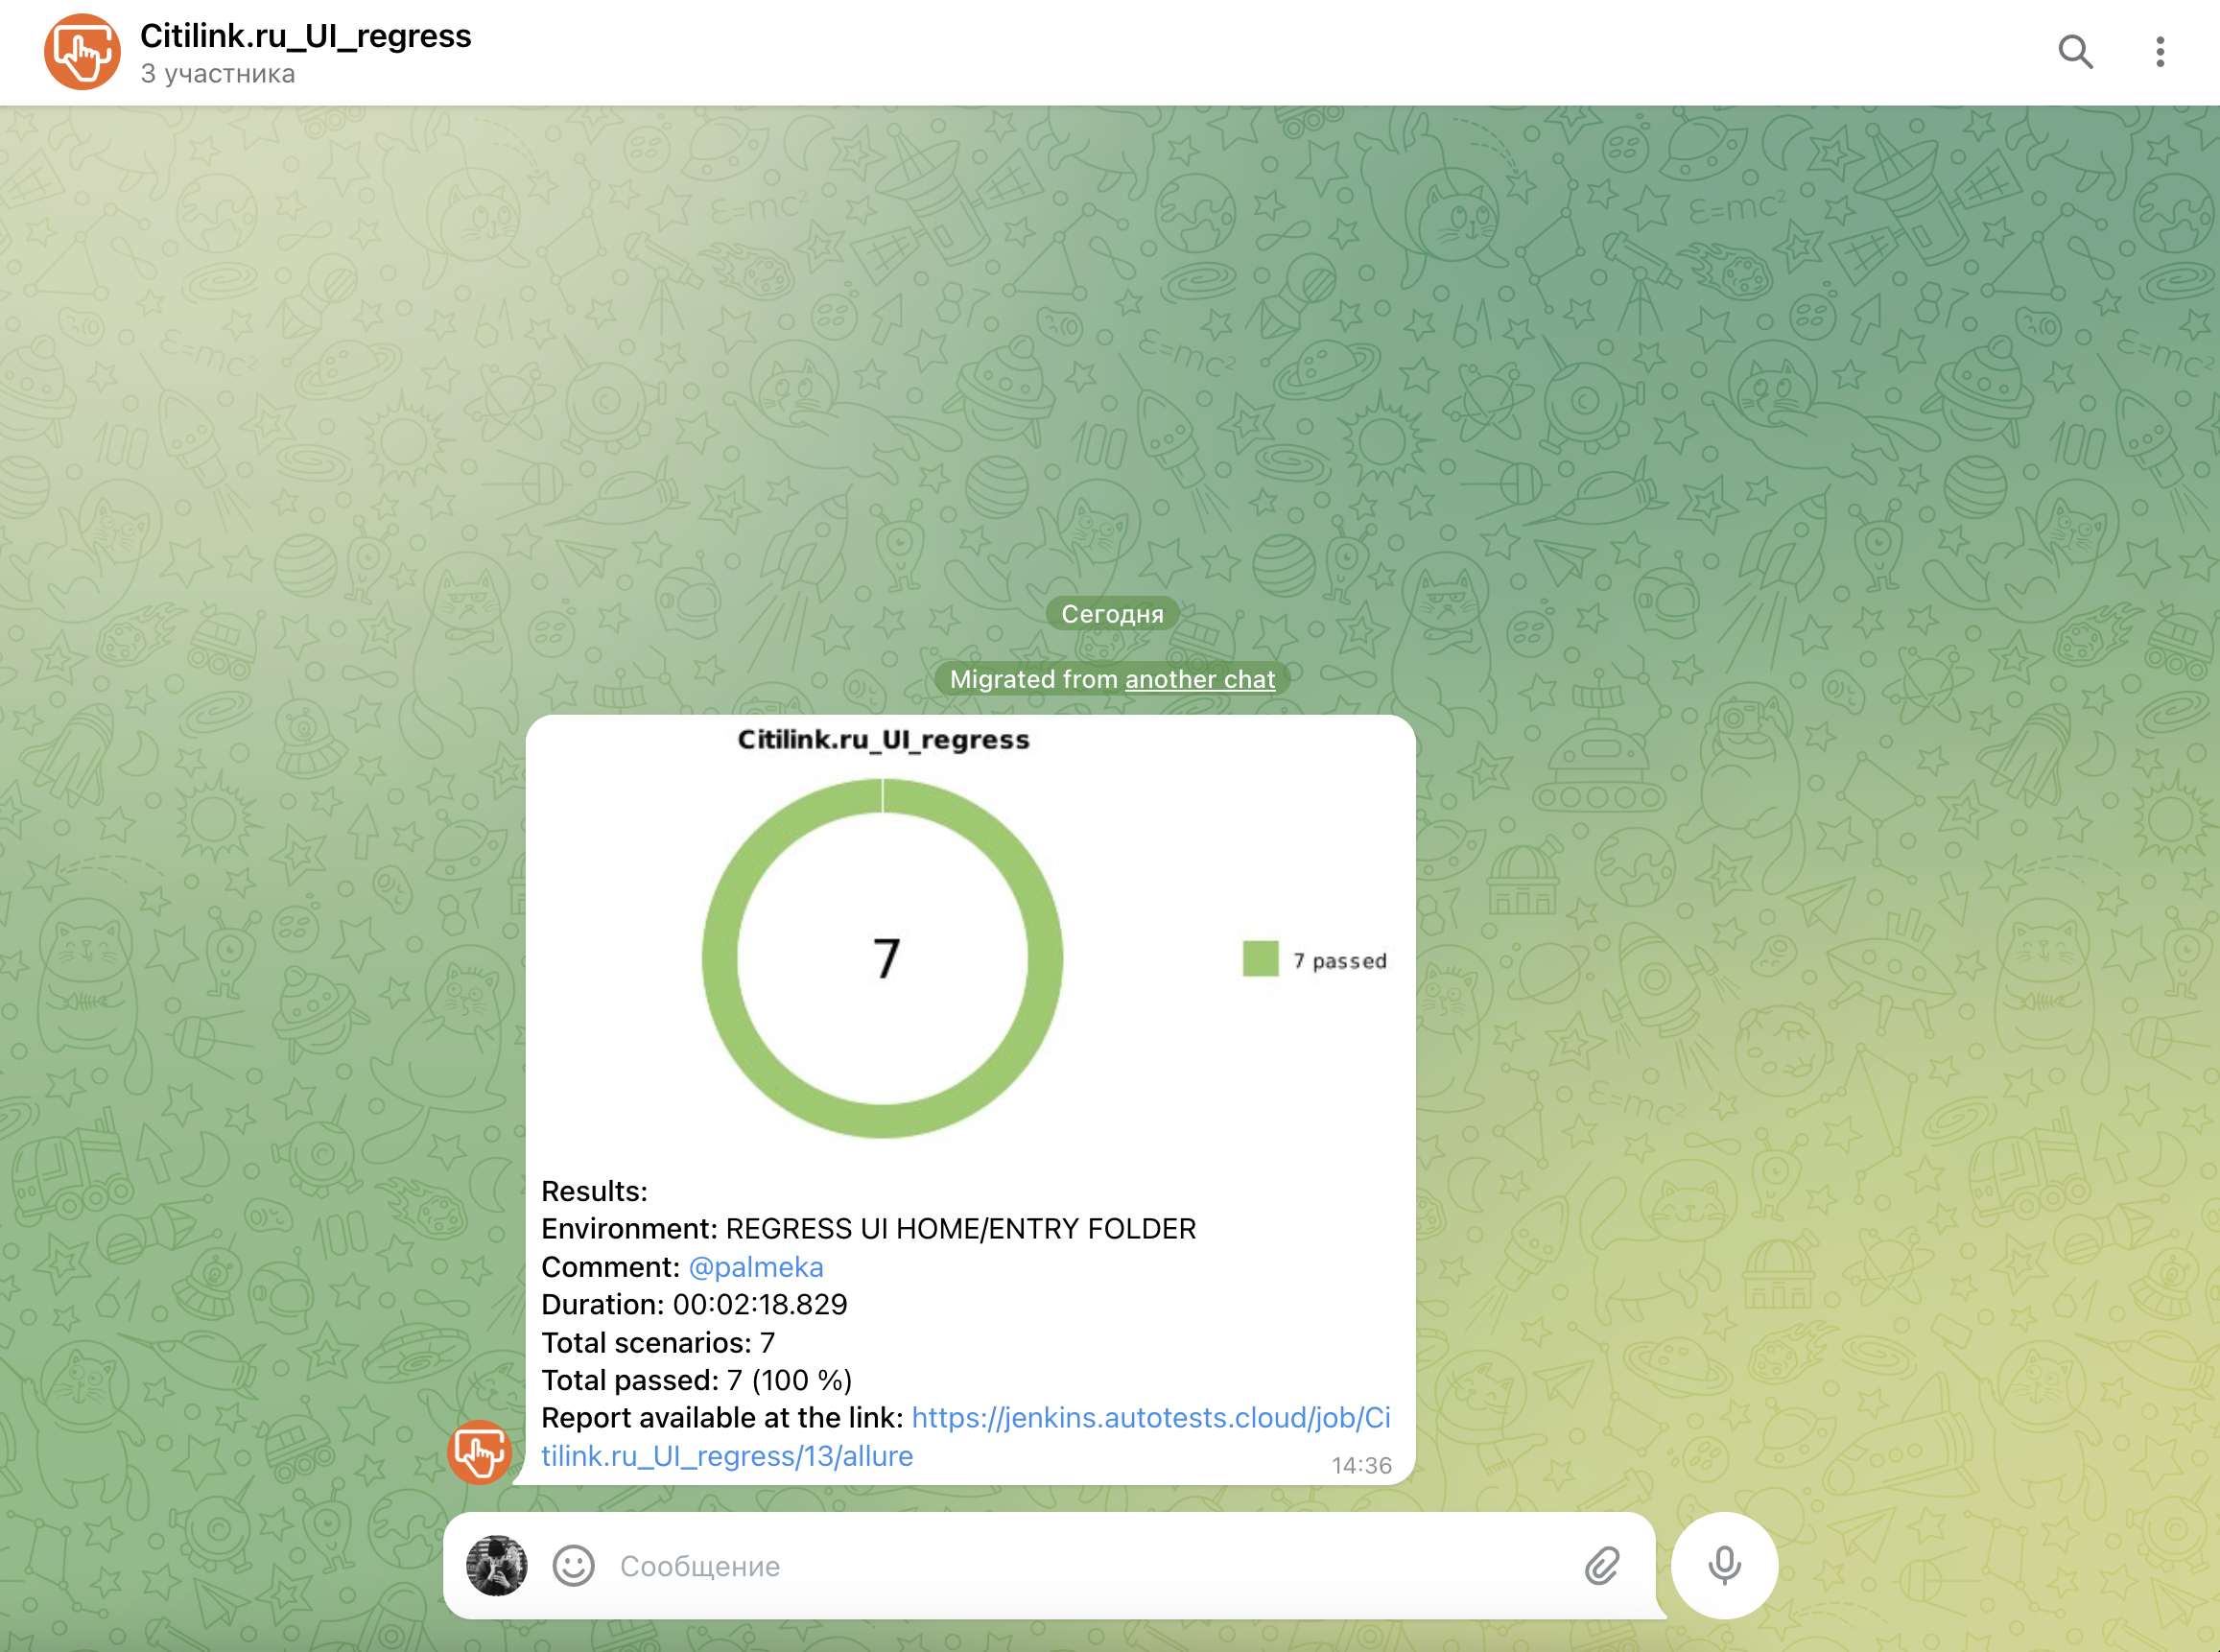 Citilink.ru_UI_regress
3 участника
Сегодня
Migrated from another chat
Citilink.ru_UI_regress
7
7 passed
Results:
Environment: REGRESS UI HOME/ENTRY FOLDER
Comment: @palmeka
Duration: 00:02:18.829
Total scenarios: 7
Total passed: 7 (100 %)
Report available at the link: https://jenkins.autotests.cloud/job/Ci
tilink.ru_UI_regress/13/allure
14:36
Сообщение